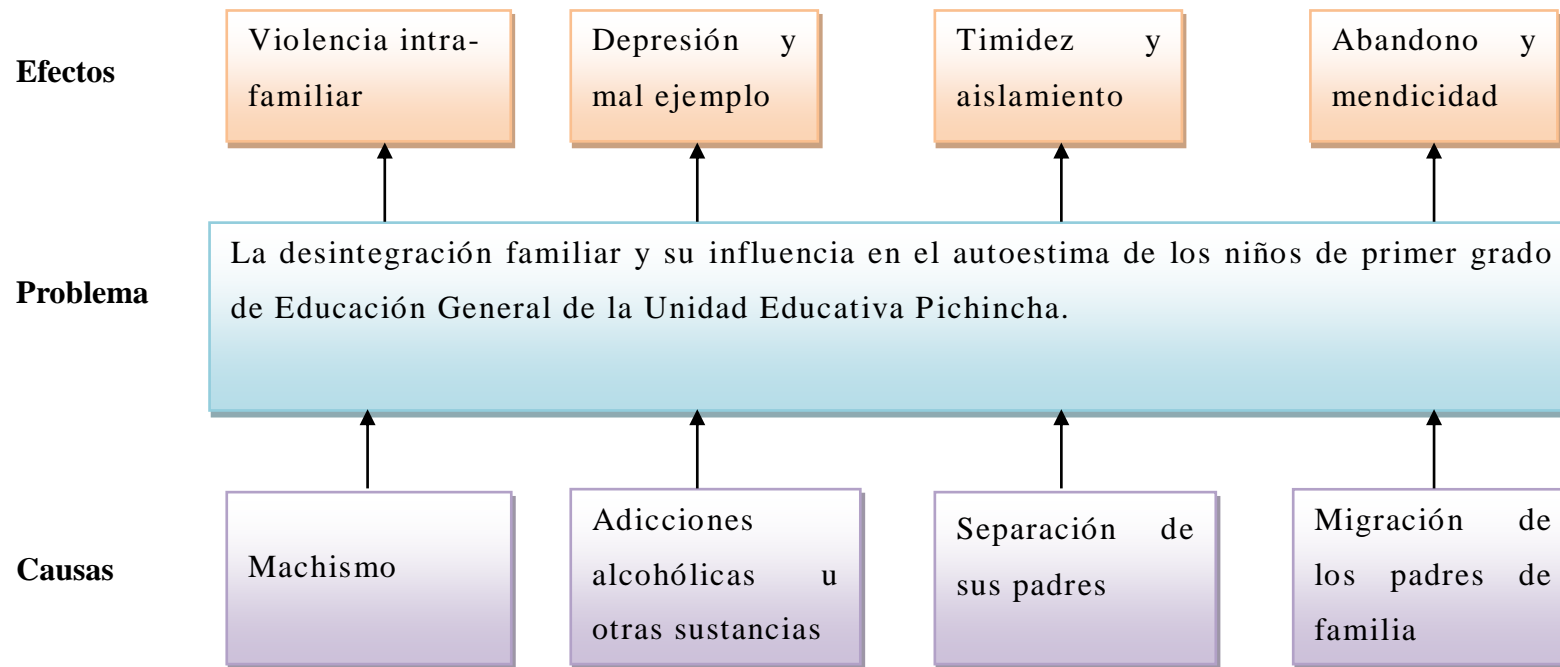 Efectos
Violencia intra-
familiar
Depresión y
mal ejemplo
Timidez y
aislamiento
Abandono y
mendicidad
Problema
La desintegración familiar y su influencia en el autoestima de los niños de primer grado
de Educación General de la Unidad Educativa Pichincha.
Causas
Machismo
Adicciones
alcohólicas u
otras sustancias
Separación de
sus padres
Migración de
los padres de
familia